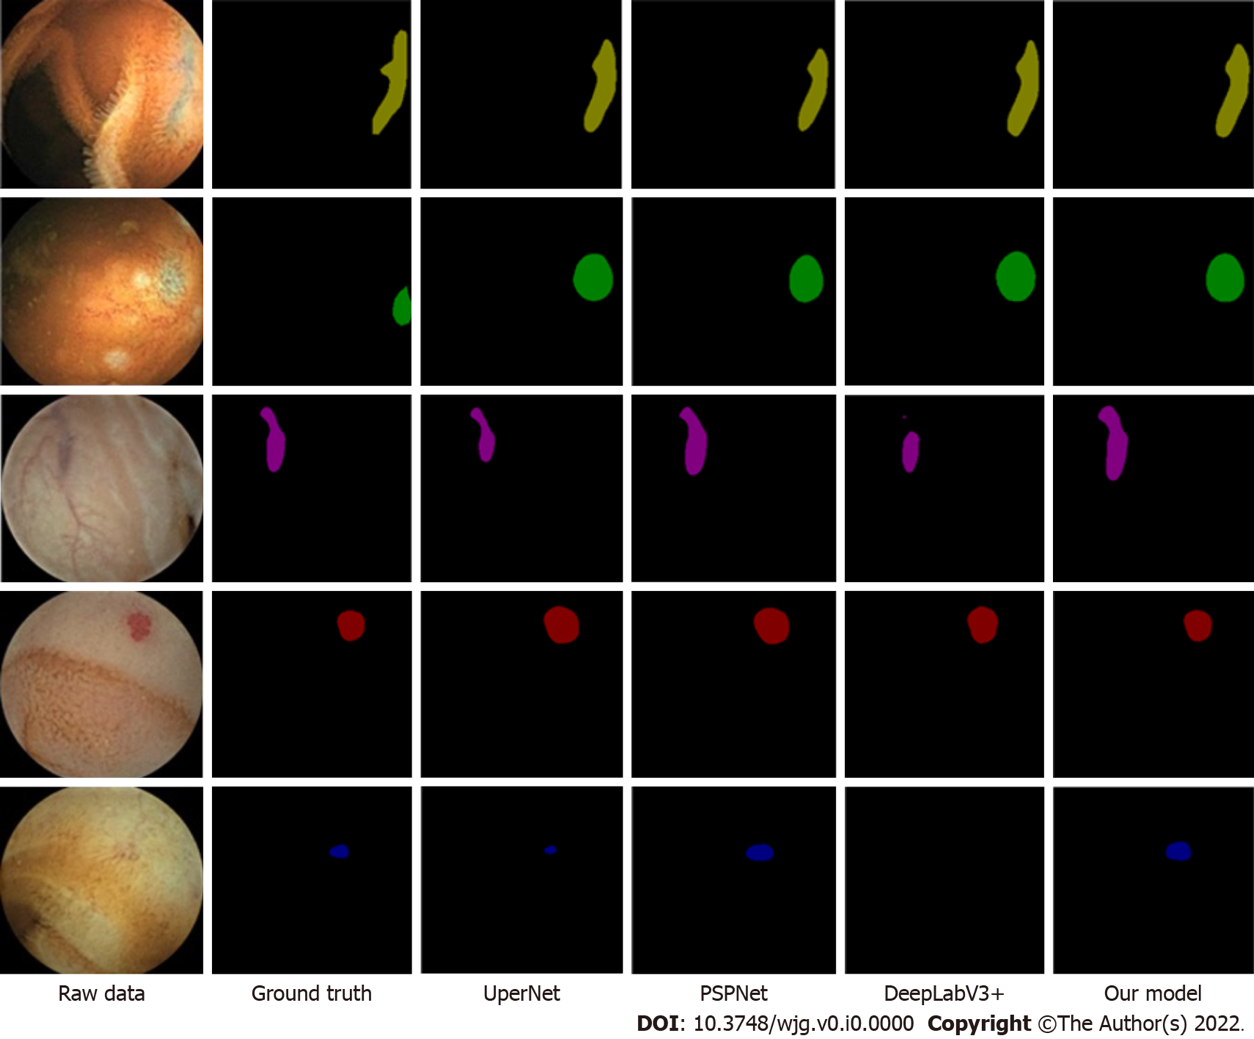 Raw data Ground truth UperNet PSPNet DeepLabV3+ Our model
DOI: 10.3748/wjg.v0.i0.0000 Copyright ©The Author(s) 2022.